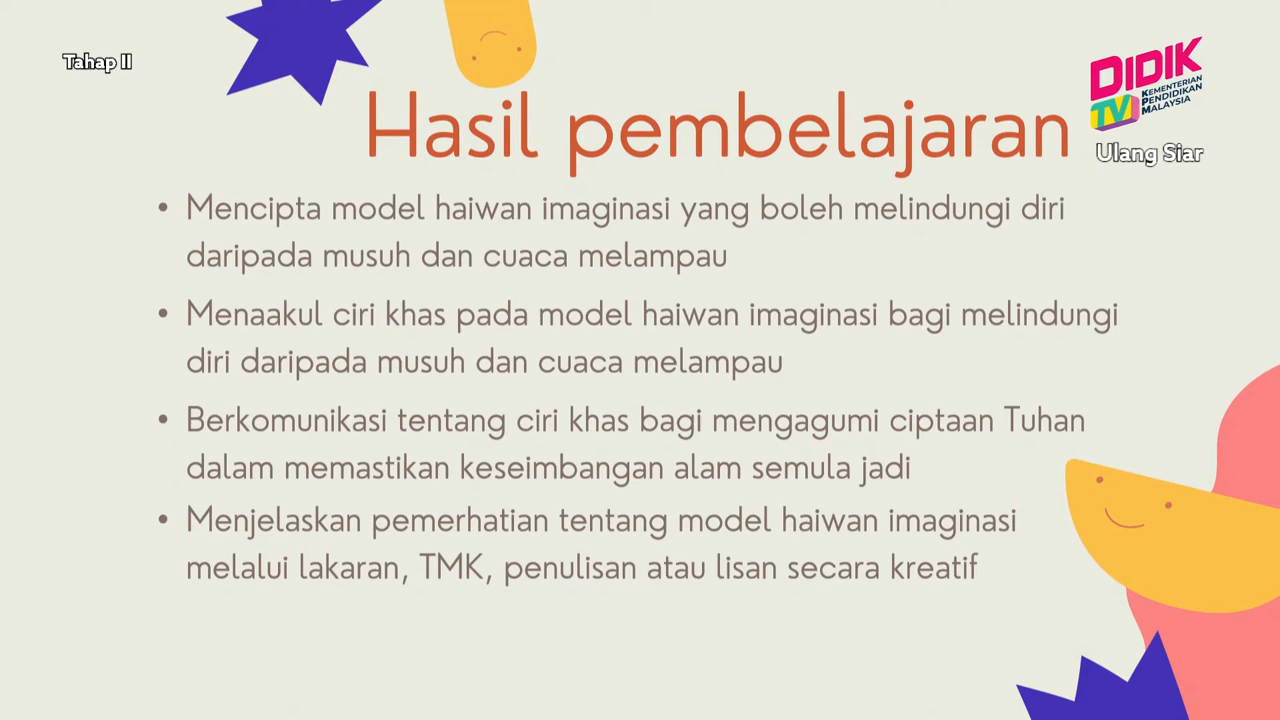 Tahap II
DIDIK
TV
KEMENTERIAN
PENDIDIKAN
MALAYSIA
Ulang Siar
Hasil pembelajaran
• Mencipta model haiwan imaginasi yang boleh melindungi diri
daripada musuh dan cuaca melampau
• Menaakul ciri khas pada model haiwan imaginasi bagi melindungi
diri daripada musuh dan cuaca melampau
• Berkomunikasi tentang ciri khas bagi mengagumi ciptaan Tuhan
dalam memastikan keseimbangan alam semula jadi
• Menjelaskan pemerhatian tentang model haiwan imaginasi
melalui lakaran, TMK, penulisan atau lisan secara kreatif